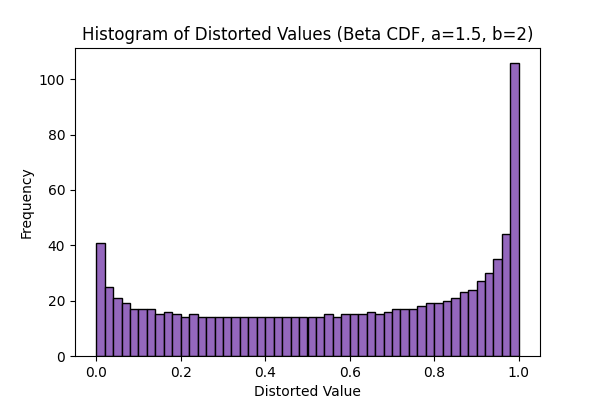 Histogram of Distorted Values (Beta CDF, a=1.5, b=2)
100
80
60
40
20
0
Frequency
0.0 0.2 0.4 0.6 0.8 1.0
Distorted Value